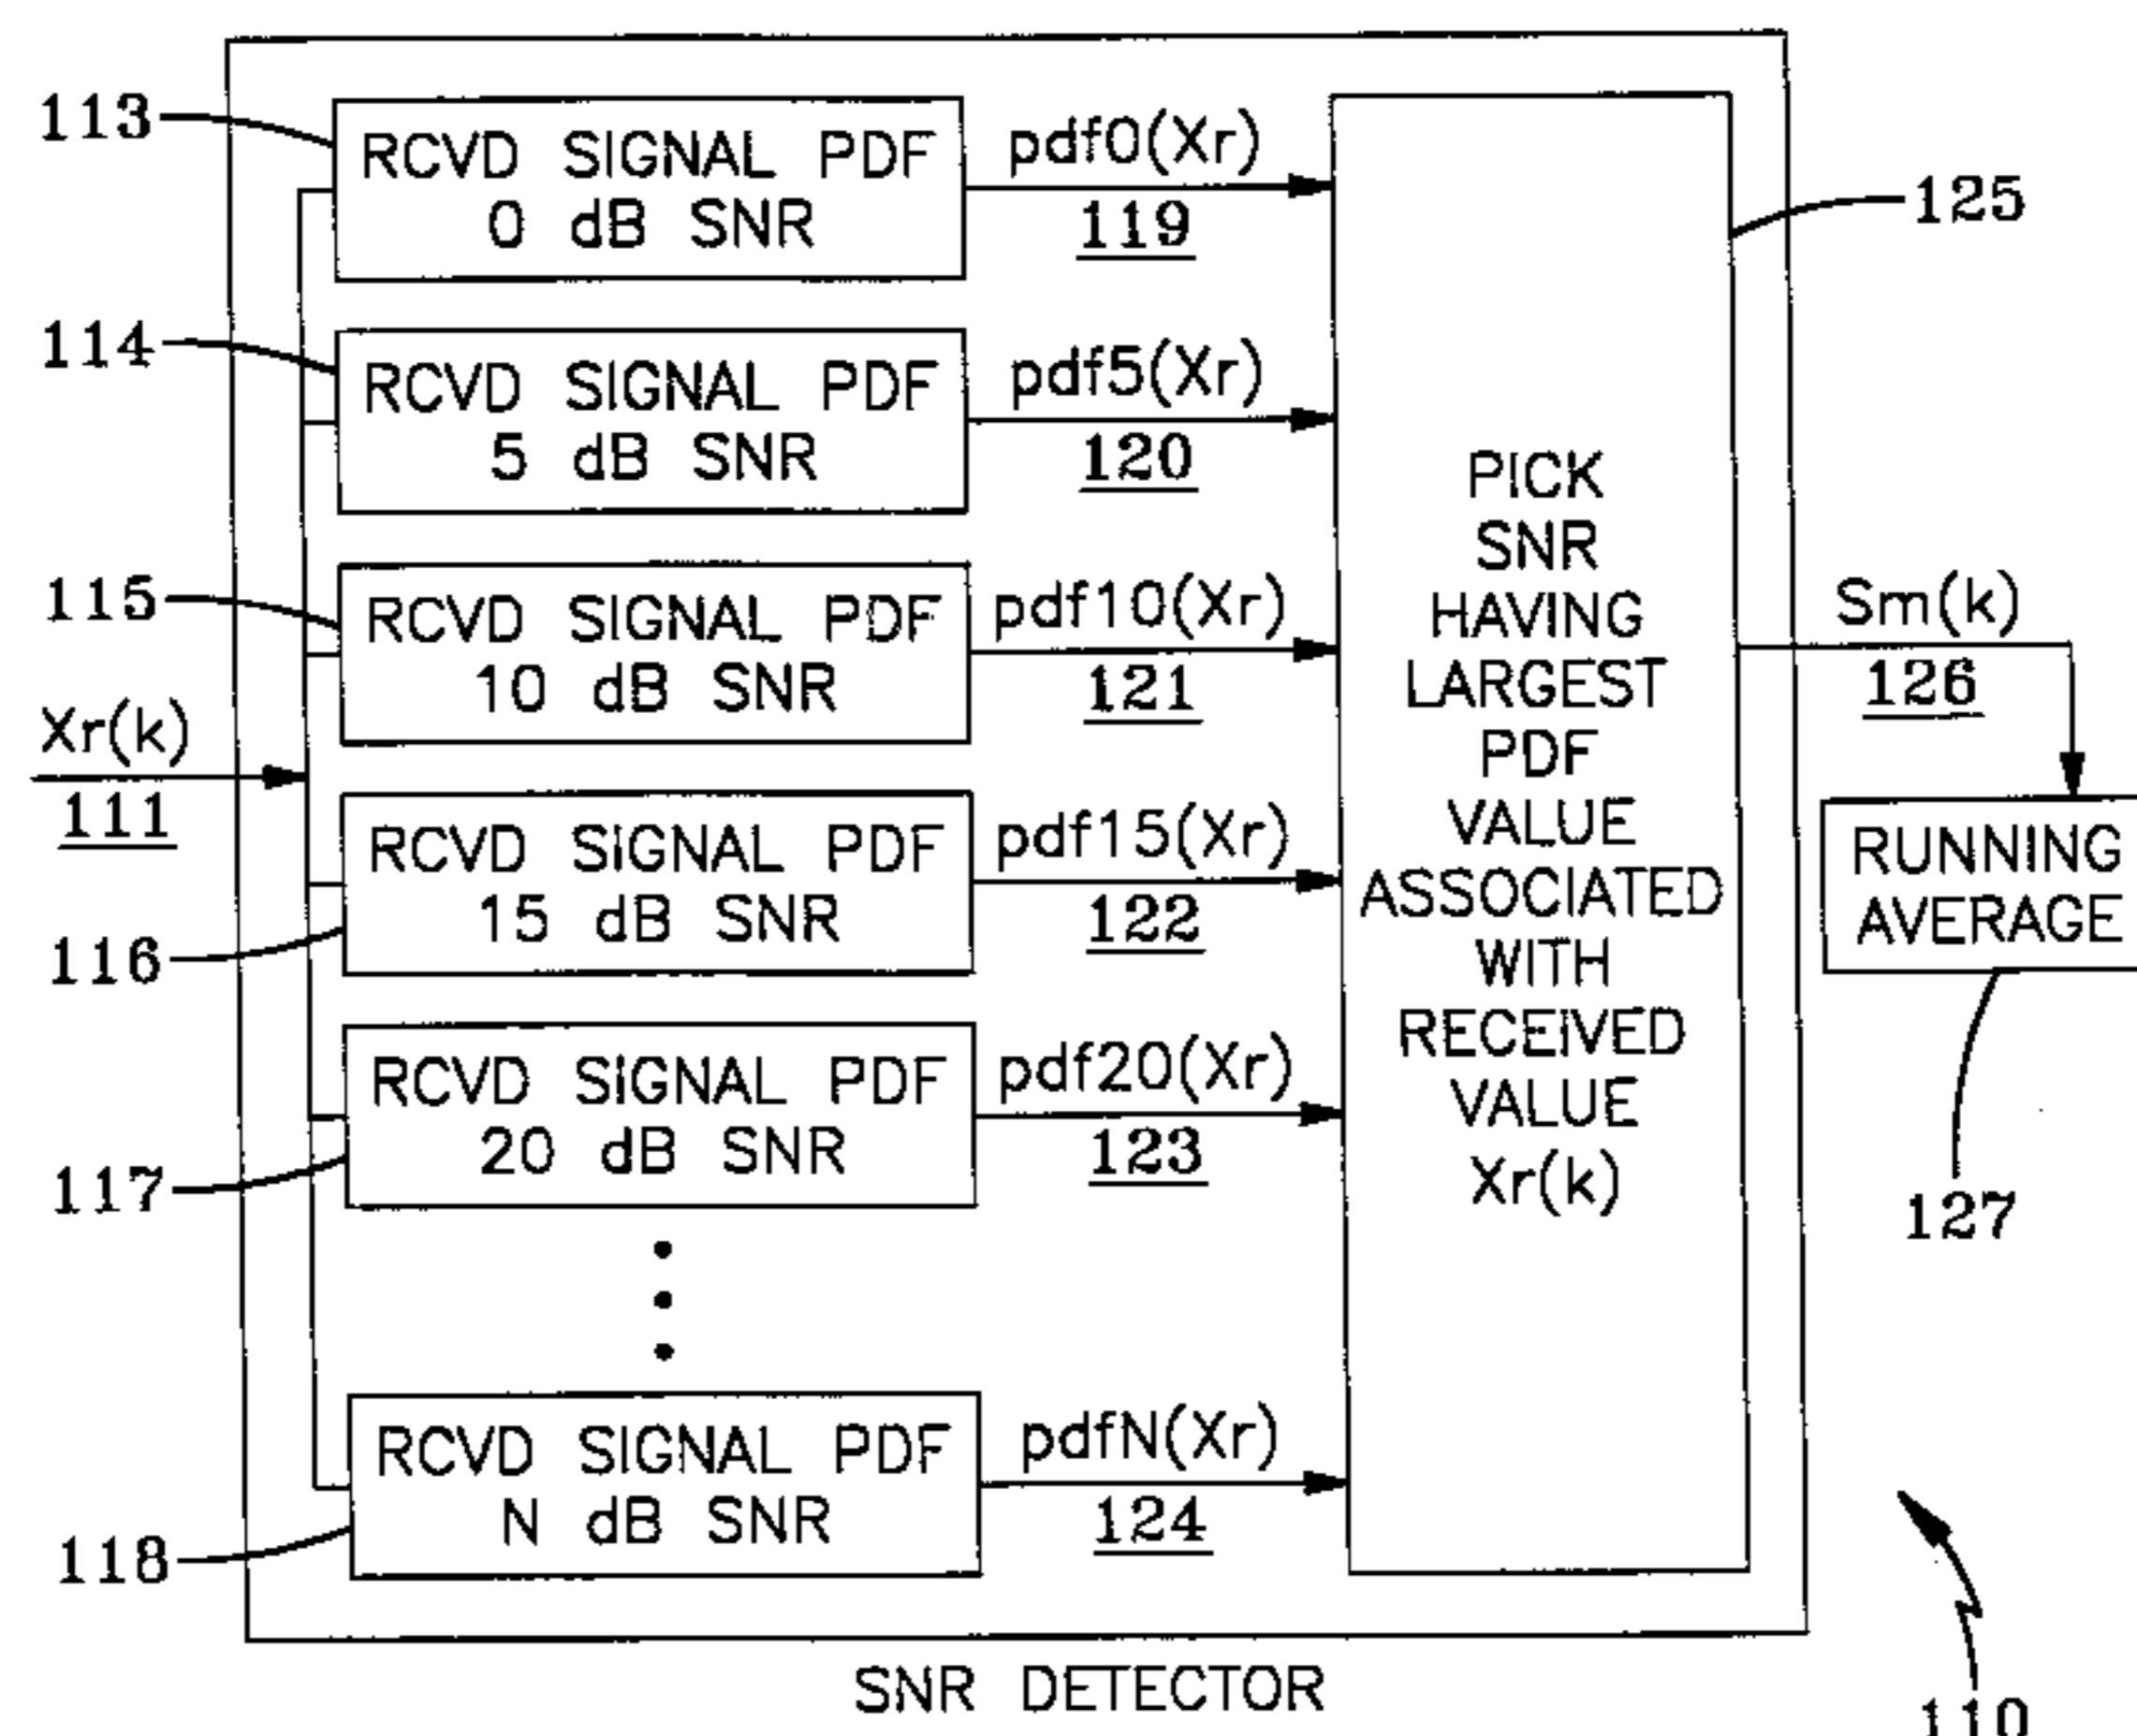 113
RCVD SIGNAL PDF
0 dB SNR
pdf0(Xr)
119
125
114
RCVD SIGNAL PDF
5 dB SNR
pdf5(Xr)
120
115
RCVD SIGNAL PDF
10 dB SNR
pdf10(Xr)
121
Xr(k)
111
116
RCVD SIGNAL PDF
15 dB SNR
pdf15(Xr)
122
117
RCVD SIGNAL PDF
20 dB SNR
pdf20(Xr)
123
118
RCVD SIGNAL PDF
N dB SNR
pdfN(Xr)
124
PICK
SNR
HAVING
LARGEST
PDF
VALUE
ASSOCIATED
WITH
RECEIVED
VALUE
Xr(k)
Sm(k)
126
RUNNING
AVERAGE
127
SNR DETECTOR
110